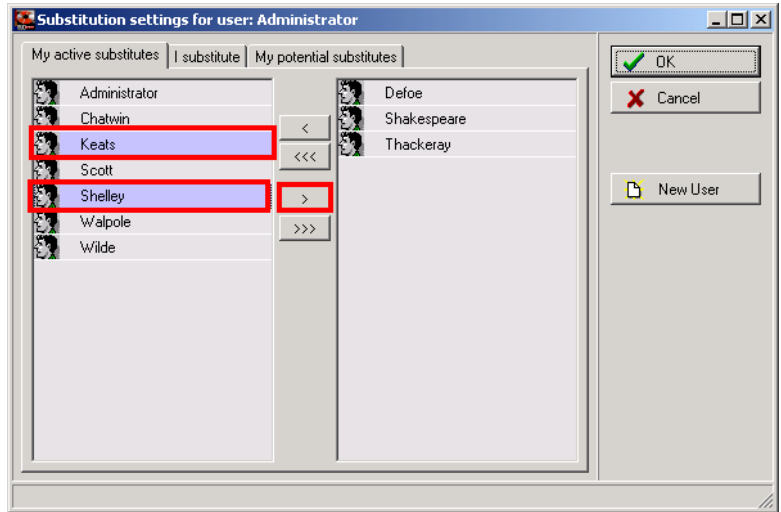 Substitution settings for user: Administrator
My active substitutes
I substitute
My potential substitutes
Administrator
Chatwin
Keats
Scott
Shelley
Walpole
Wilde
<
<<<
>
>>>
Defoe
Shakespeare
Thackeray
OK
Cancel
New User